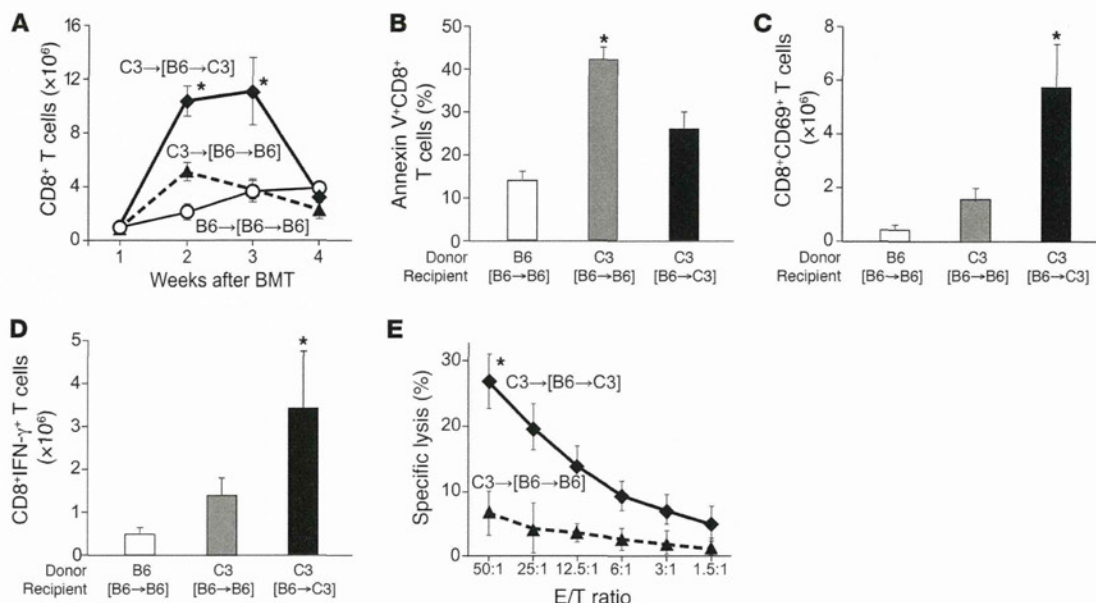 A
CD8⁺ T cells (×10⁶)
16
12
8
4
0
C3→[B6→C3]
*
*
C3→[B6→B6]
B6→[B6→B6]
1 2 3 4
Weeks after BMT
B
Annexin V⁺CD8⁺
T cells (%)
50
40
30
20
10
0
*
Donor B6 C3 C3
Recipient [B6→B6] [B6→B6] [B6→C3]
C
CD8⁺CD69⁺ T cells
(×10⁶)
8
6
4
2
0
*
Donor B6 C3 C3
Recipient [B6→B6] [B6→B6] [B6→C3]
D
CD8⁺IFN-γ⁺ T cells
(×10⁶)
5
4
3
2
1
0
*
Donor B6 C3 C3
Recipient [B6→B6] [B6→B6] [B6→C3]
E
Specific lysis (%)
30
20
10
0
*
C3→[B6→C3]
C3→[B6→B6]
50:1 25:1 12.5:1 6:1 3:1 1.5:1
E/T ratio